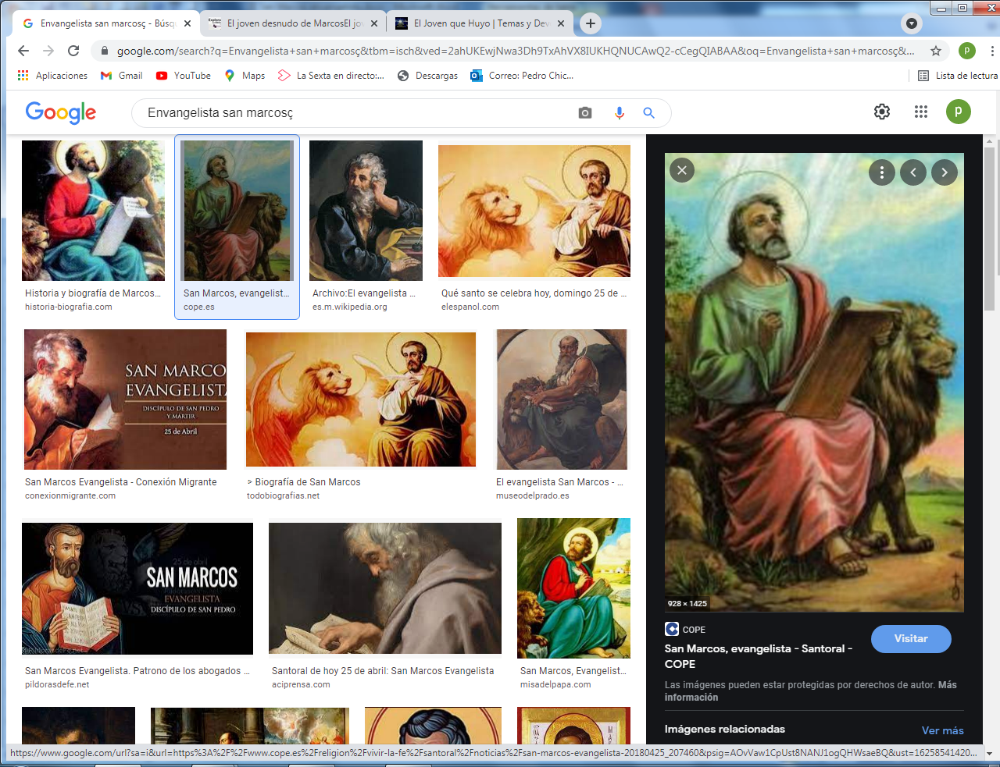 Envangelista san marcosç - Búsq
El joven desnudo de MarcosEl jov
El Joven que Huyo | Temas y Dev
google.com/search?q=Envangelista+san+marcosç&tbm=isch&ved=2ahUKEwjNwa3Dh9TxAhVX8IUKHQNUCAwQ2-cCegQIABAA&oq=Envangelista+san+marcosç&...
P
Aplicaciones
Gmail
YouTube
Maps
La Sexta en directo:...
Descargas
Correo: Pedro Chic...
Lista de lectura
Google
Envangelista san marcosç
p
Historia y biografía de Marcos...
historia-biografia.com
San Marcos, evangelist...
cope.es
Archivo:El evangelista ...
es.m.wikipedia.org
Qué santo se celebra hoy, domingo 25 de ...
elespanol.com
SAN MARCO
EVANGELISTA
DISCÍPULO DE SAN PEDRO
Y MÁRTIR
25 de Abril
San Marcos Evangelista - Conexión Migrante
conexionmigrante.com
> Biografía de San Marcos
todobiografias.net
El evangelista San Marcos - ...
museodelprado.es
25 de abril
SAN MARCOS
EVANGELISTA
DISCÍPULO DE SAN PEDRO
PildorasdeFe.net
San Marcos Evangelista. Patrono de los abogados ...
pildorasdefe.net
Santoral de hoy 25 de abril: San Marcos Evangelista
aciprensa.com
San Marcos, Evangelist...
misadelpapa.com
928 × 1425
COPE
San Marcos, evangelista - Santoral -
COPE
Visitar
Las imágenes pueden estar protegidas por derechos de autor. Más
información
Imágenes relacionadas
Ver más
https://www.google.com/url?sa=i&url=https%3A%2F%2Fwww.cope.es%2Freligion%2Fvivir-la-fe%2Fsantoral%2Fnoticias%2Fsan-marcos-evangelista-20180425_207460&psig=AOvVaw1CpUst8NANJ1ogQHWsaeBQ&ust=16258541420...